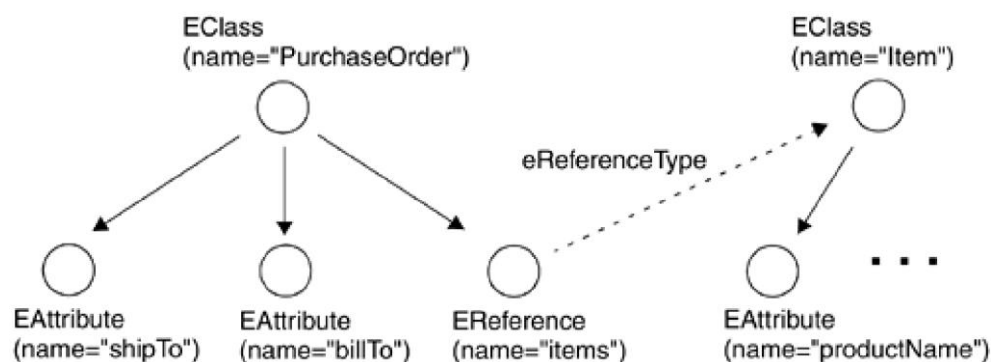 EClass
(name="PurchaseOrder")
EClass
(name="Item")
eReferenceType
EAttribute
(name="shipTo")
EAttribute
(name="billTo")
EReference
(name="items")
EAttribute
(name="productName")
...